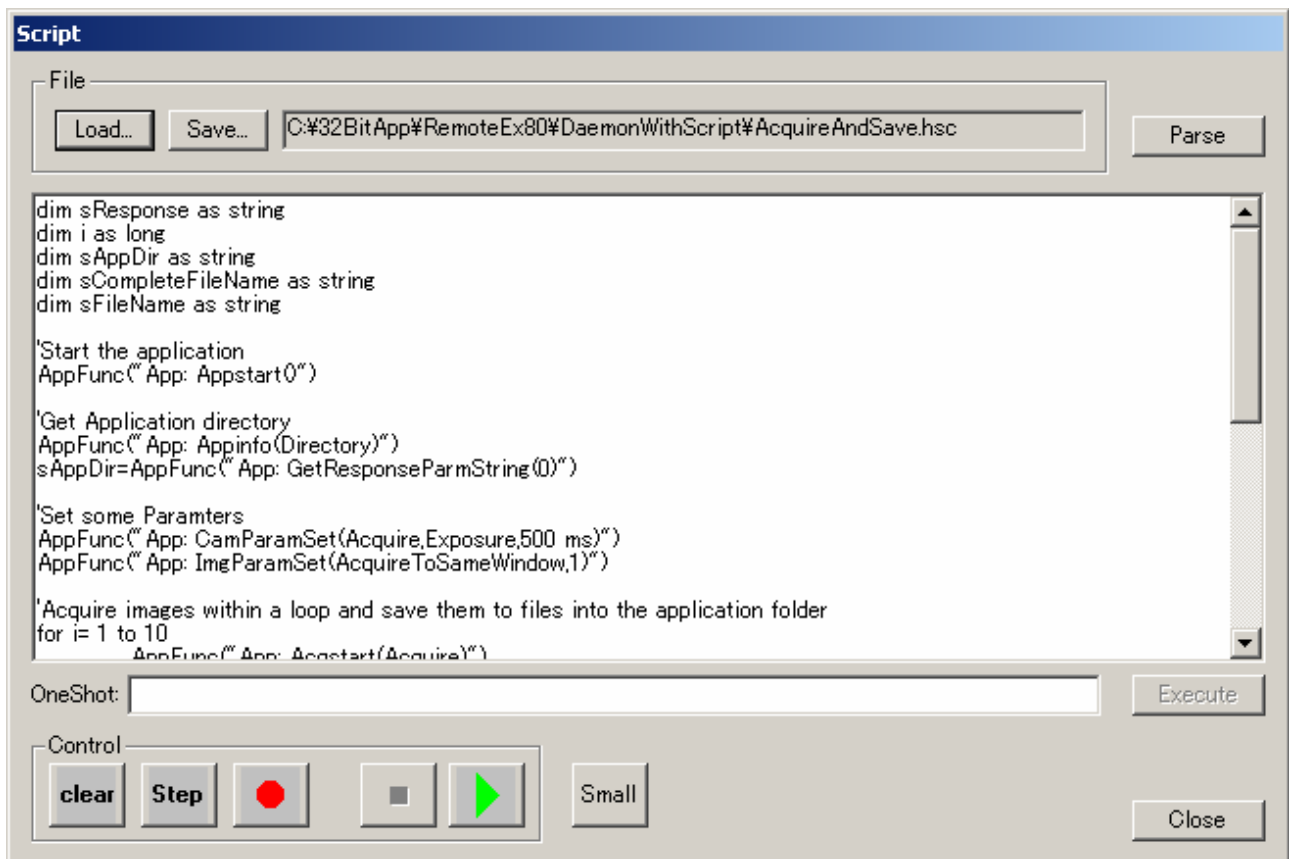 Script
File
Load... Save... C:¥32BitApp¥RemoteEx80¥DaemonWithScript¥AcquireAndSave.hsc Parse
dim sResponse as string
dim i as long
dim sAppDir as string
dim sCompleteFileName as string
dim sFileName as string
'Start the application
AppFunc("App: Appstart()")
'Get Application directory
AppFunc("App: Appinfo(Directory)")
sAppDir=AppFunc("App: GetResponseParmString(0)")
'Set some Paramters
AppFunc("App: CamParamSet(Acquire,Exposure,500 ms)")
AppFunc("App: ImgParamSet(AcquireToSameWindow,1)")
'Acquire images within a loop and save them to files into the application folder
for i= 1 to 10
AppFunc("App: Acqstart(Acquire)")
OneShot: Execute
Control
clear Step Small
Close